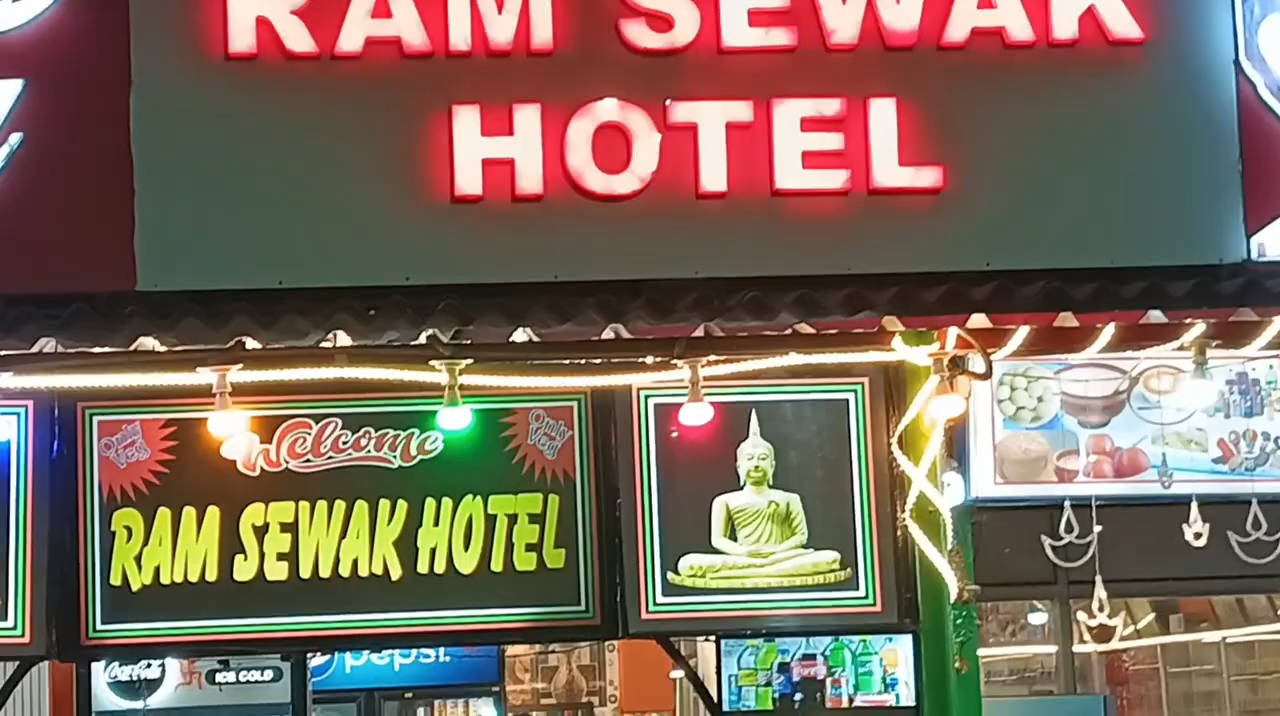 RAM SEWAK
HOTEL
Only
Veg
Welcome
Only
Veg
RAM SEWAK HOTEL
Coca-Cola
ICE COLD
pepsi.